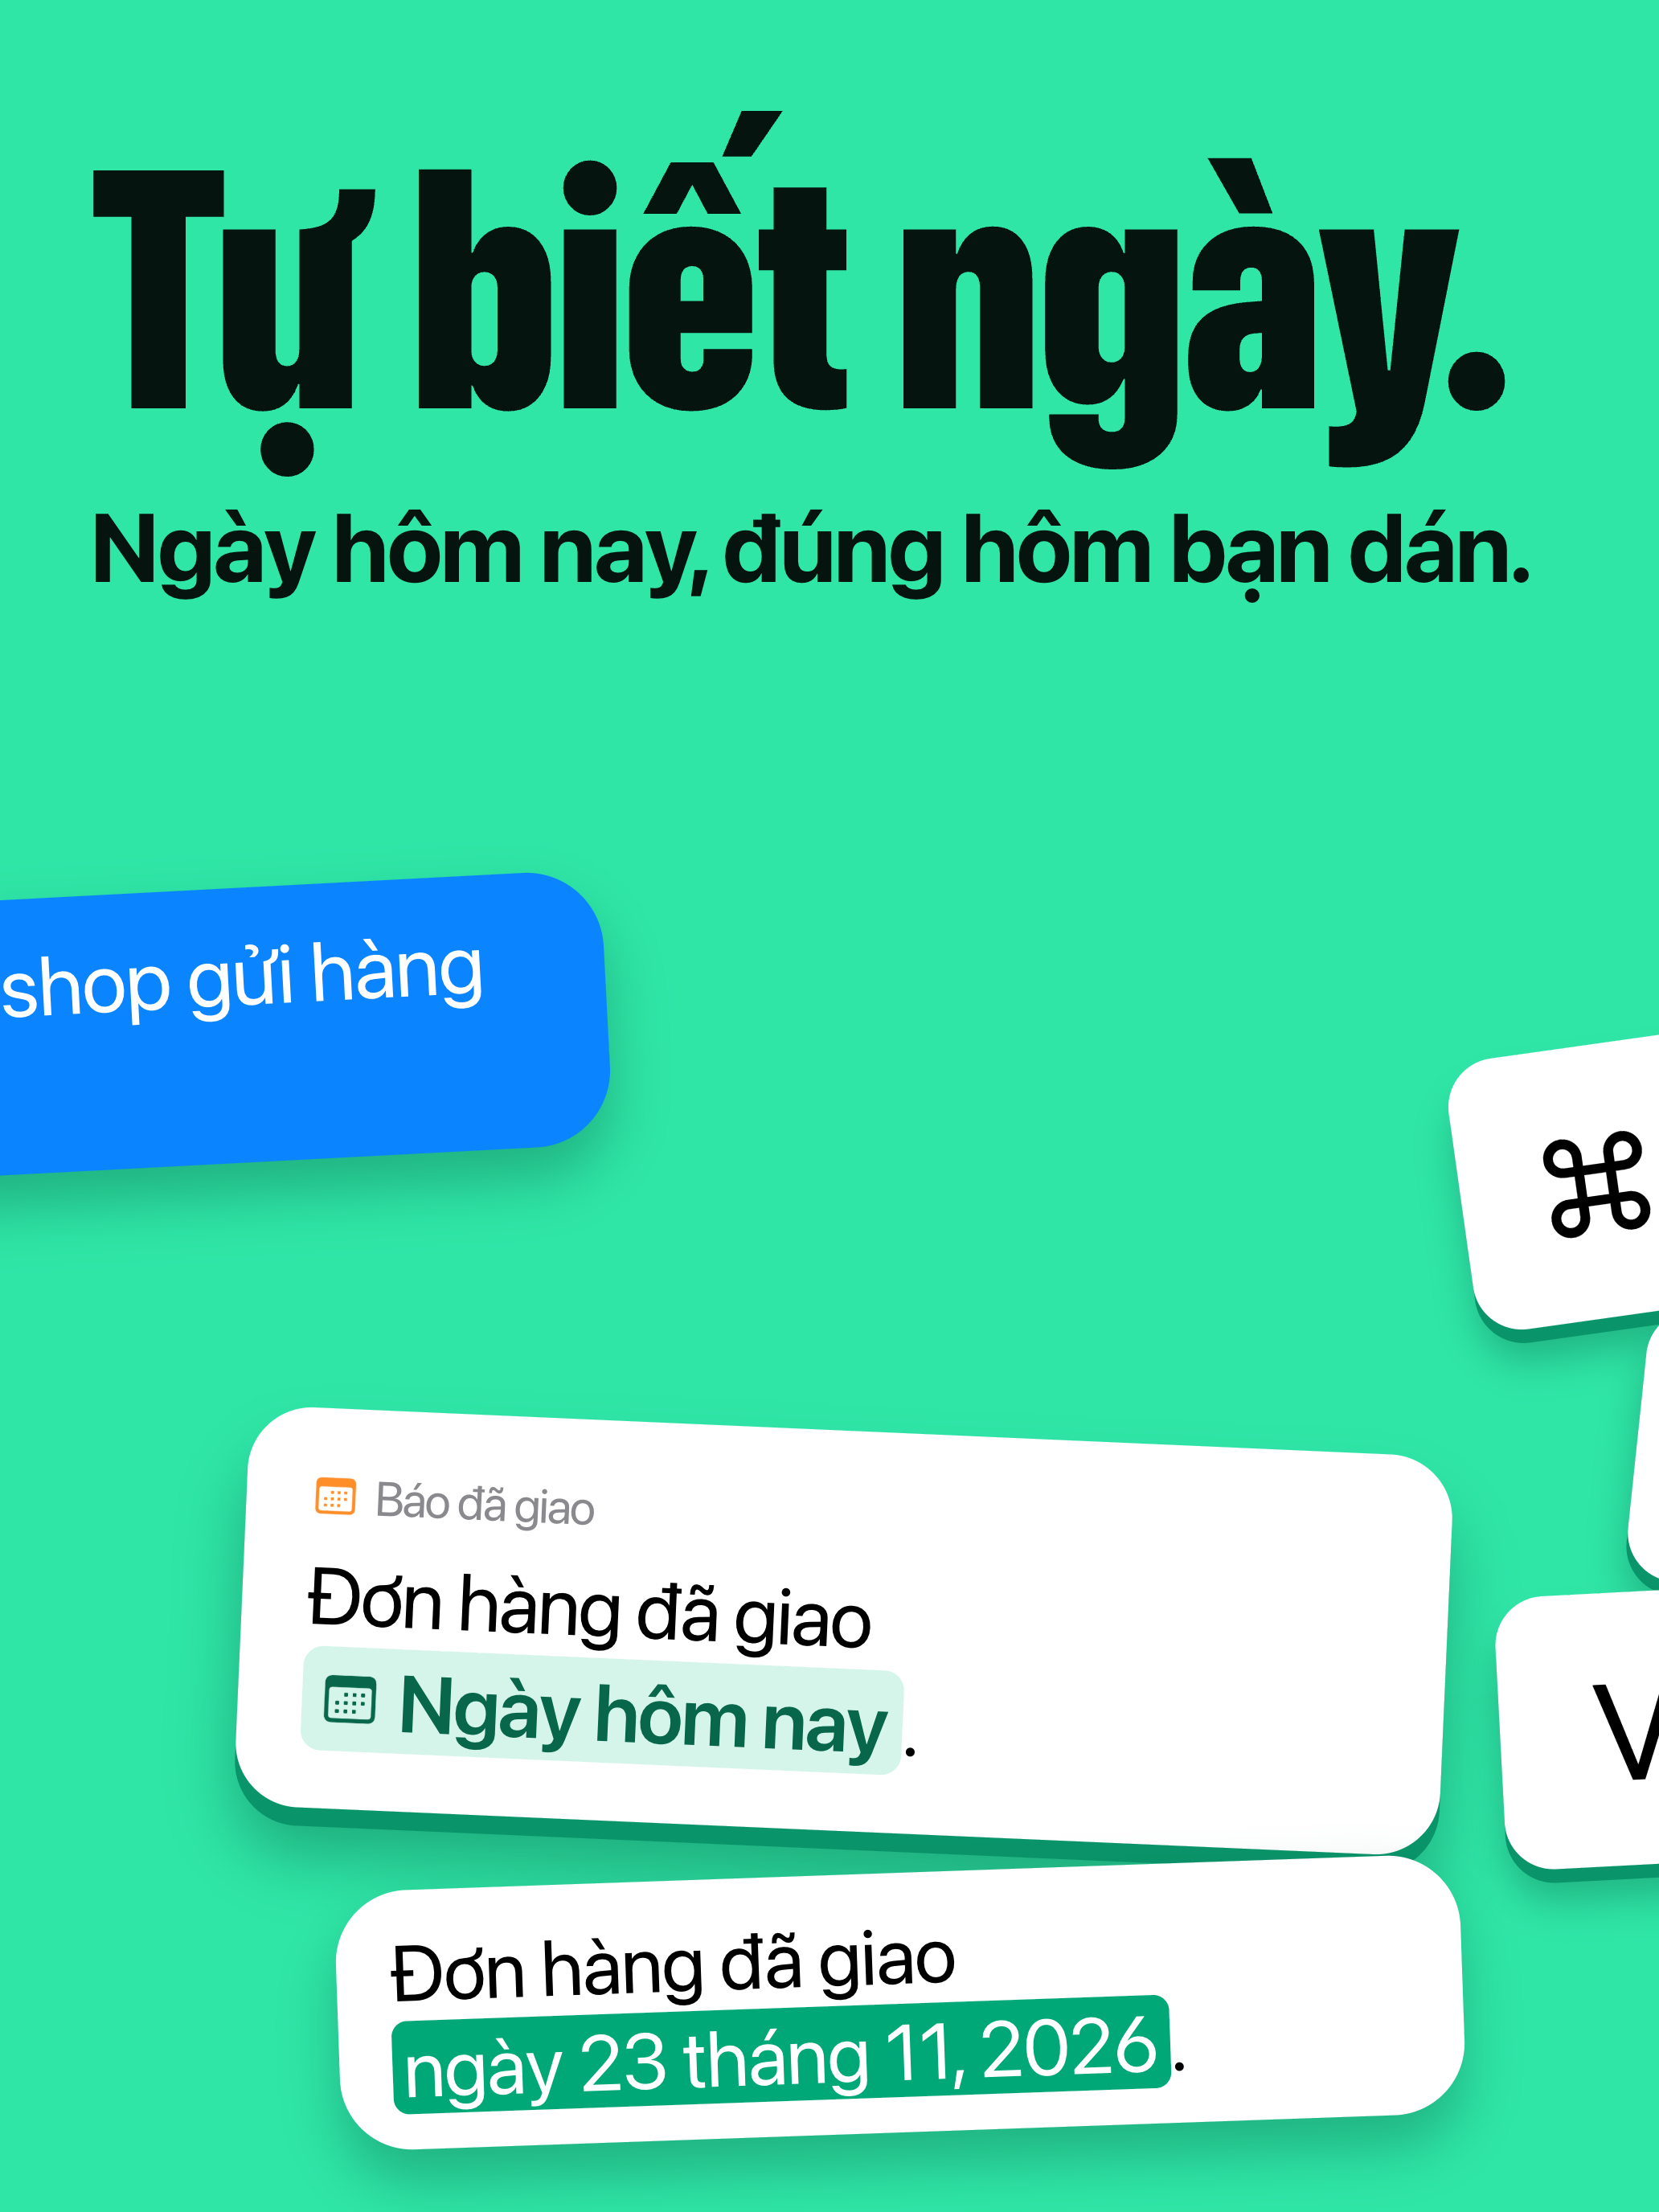 Tự biết ngày.
Ngày hôm nay, đúng hôm bạn dán.
shop gửi hàng
⌘
Báo đã giao
Đơn hàng đã giao
Ngày hôm nay.
V
Đơn hàng đã giao
ngày 23 tháng 11, 2026.